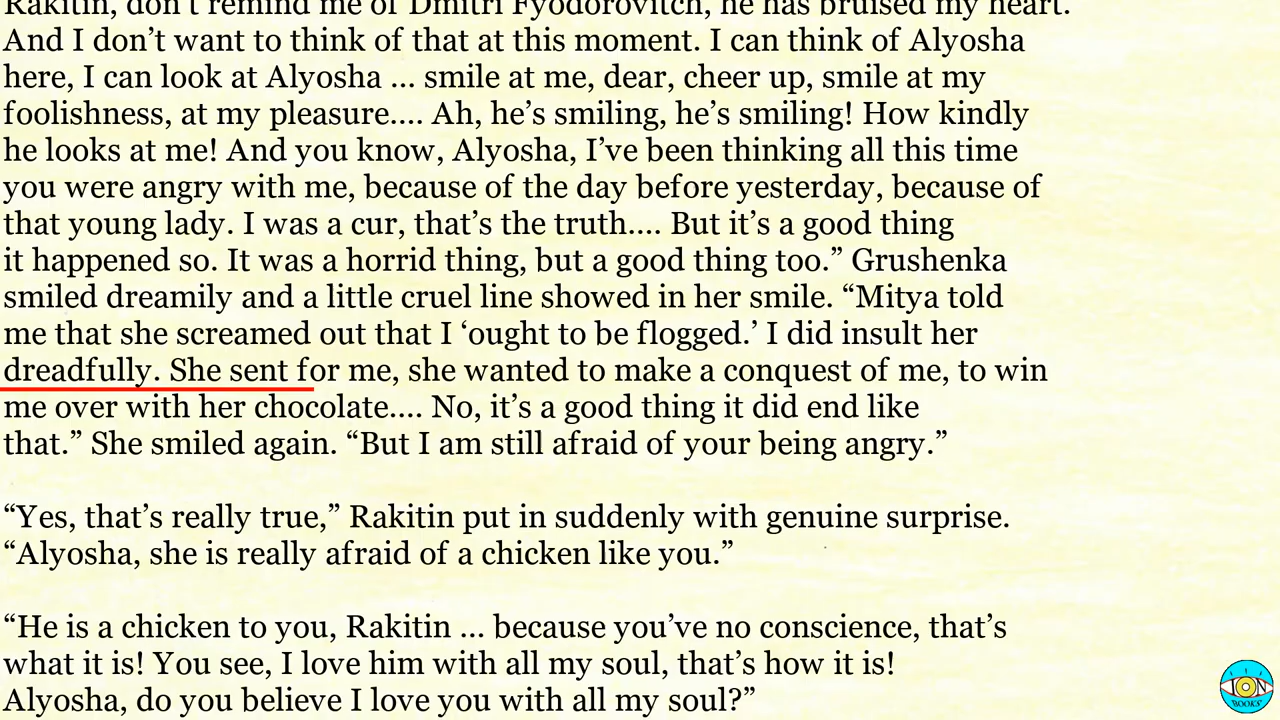 Rakitin, don’t remind me of Dmitri Fyodorovitch, he has bruised my heart.
And I don’t want to think of that at this moment. I can think of Alyosha
here, I can look at Alyosha ... smile at me, dear, cheer up, smile at my
foolishness, at my pleasure.... Ah, he’s smiling, he’s smiling! How kindly
he looks at me! And you know, Alyosha, I’ve been thinking all this time
you were angry with me, because of the day before yesterday, because of
that young lady. I was a cur, that’s the truth.... But it’s a good thing
it happened so. It was a horrid thing, but a good thing too.” Grushenka
smiled dreamily and a little cruel line showed in her smile. “Mitya told
me that she screamed out that I ‘ought to be flogged.’ I did insult her
dreadfully. She sent for me, she wanted to make a conquest of me, to win
me over with her chocolate.... No, it’s a good thing it did end like
that.” She smiled again. “But I am still afraid of your being angry.”
“Yes, that’s really true,” Rakitin put in suddenly with genuine surprise.
“Alyosha, she is really afraid of a chicken like you.”
“He is a chicken to you, Rakitin ... because you’ve no conscience, that’s
what it is! You see, I love him with all my soul, that’s how it is!
Alyosha, do you believe I love you with all my soul?”
ION
BOOKS